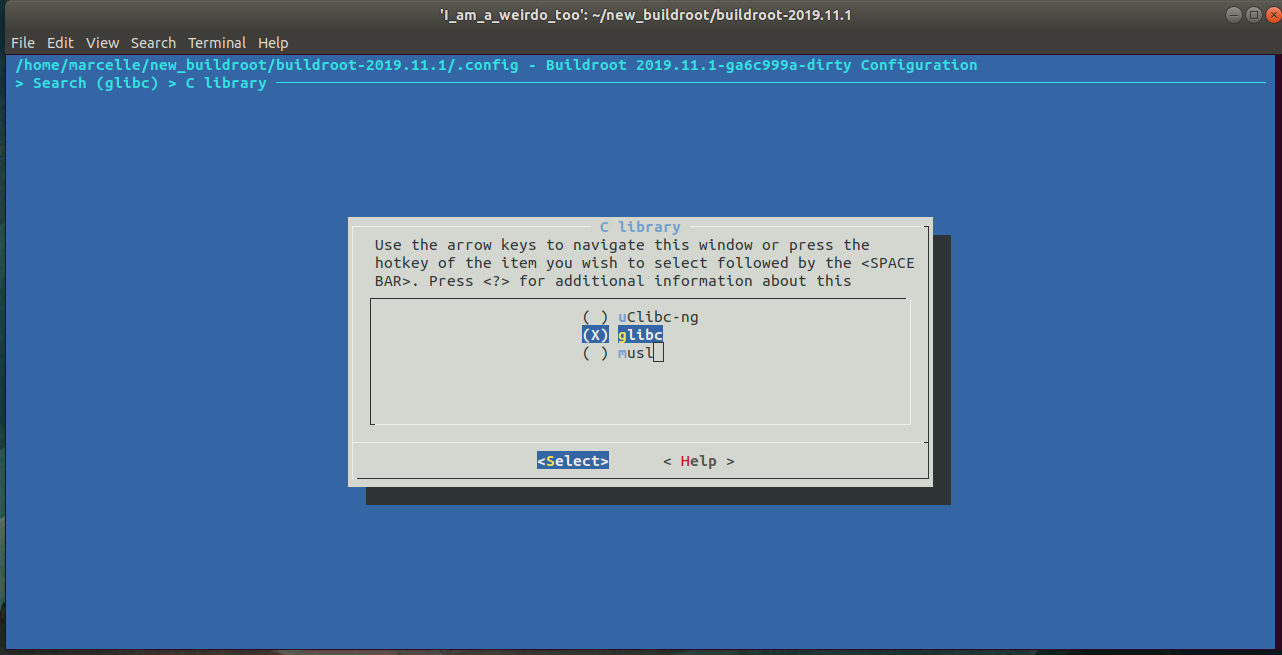 'I_am_a_weirdo_too': ~/new_buildroot/buildroot-2019.11.1
File Edit View Search Terminal Help
/home/marcelle/new_buildroot/buildroot-2019.11.1/.config - Buildroot 2019.11.1-ga6c999a-dirty Configuration
> Search (glibc) > C library
C library
Use the arrow keys to navigate this window or press the
hotkey of the item you wish to select followed by the <SPACE
BAR>. Press <?> for additional information about this
( ) uClibc-ng
(X) glibc
( ) musl
<Select> < Help >